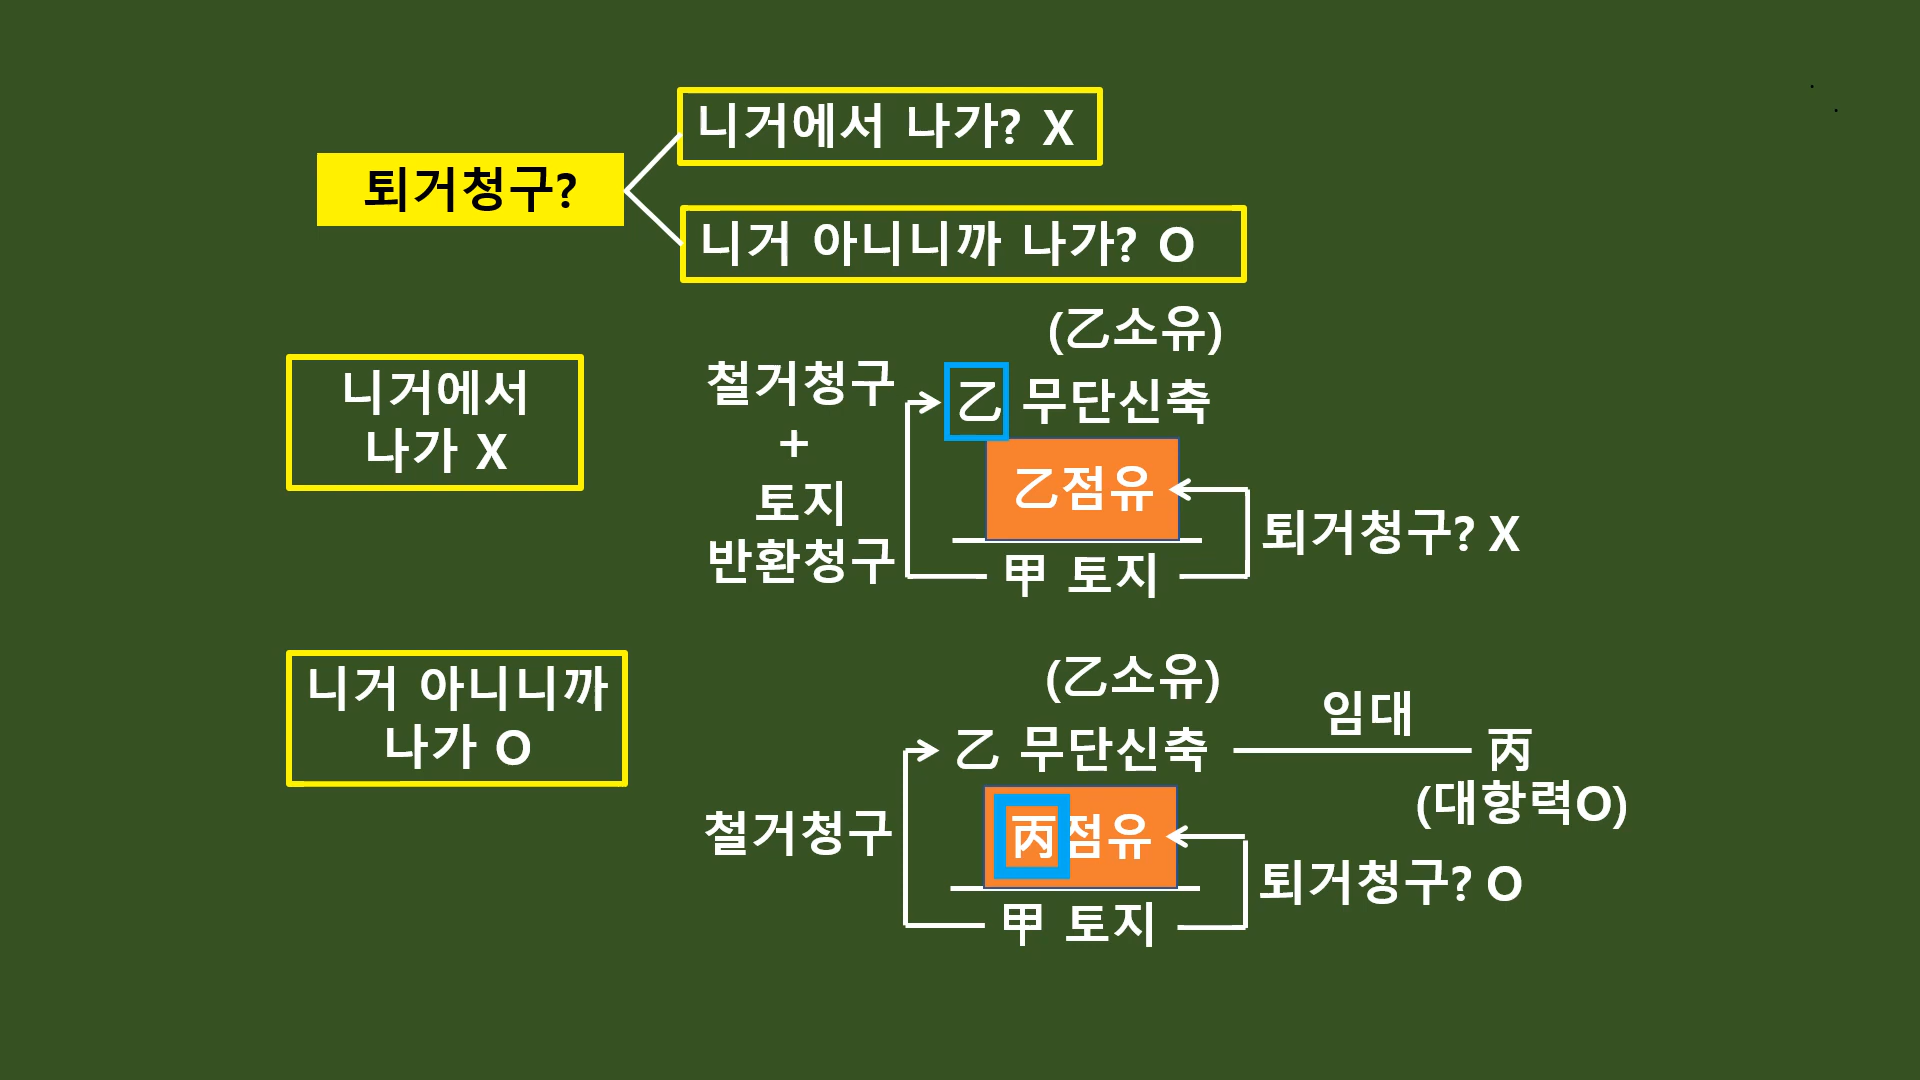 퇴거청구?
니거에서 나가? X
니거 아니니까 나가? O
니거에서
나가 X
(乙소유)
철거청구
+
토지
반환청구
乙 무단신축
乙점유
퇴거청구? X
甲 토지
니거 아니니까
나가 O
(乙소유)
임대
乙 무단신축
丙
(대항력O)
철거청구
丙점유
퇴거청구? O
甲 토지